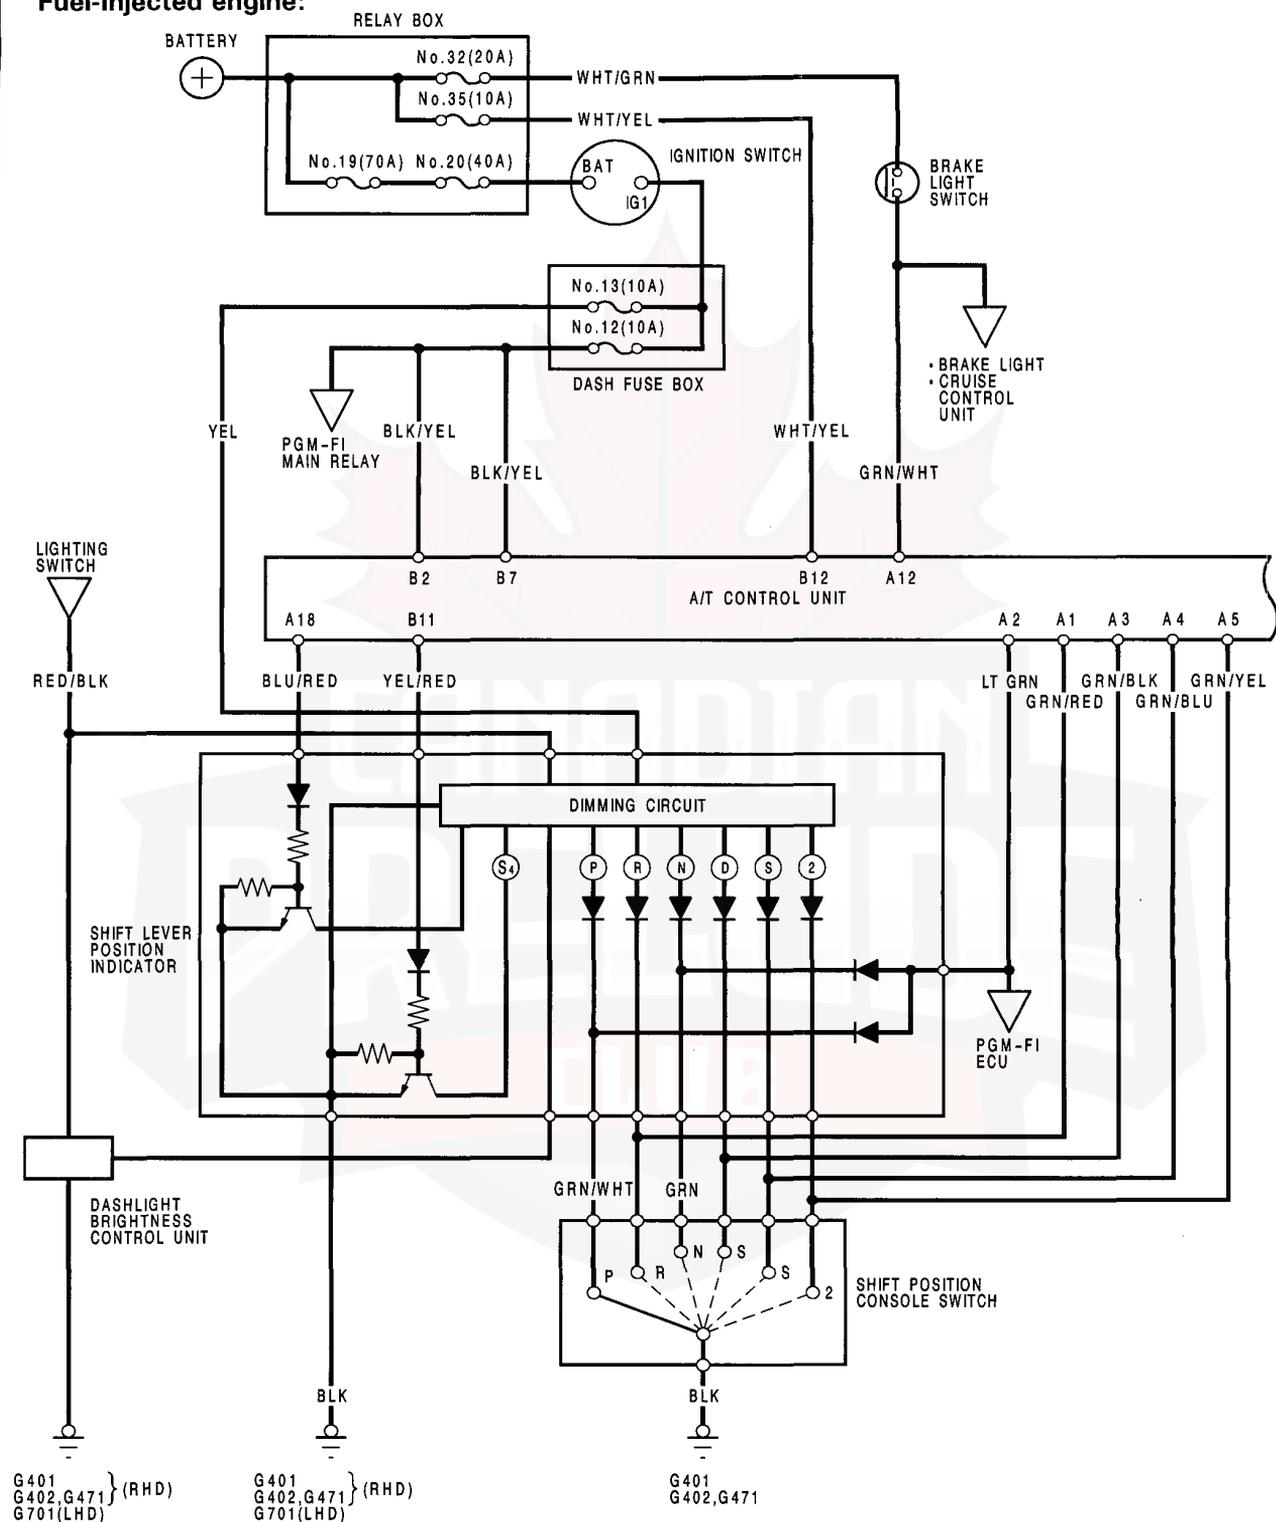 Fuel-injected engine:
RELAY BOX
BATTERY
No.32(20A)
WHT/GRN
No.35(10A)
WHT/YEL
No.19(70A) No.20(40A)
BAT
IG1
IGNITION SWITCH
BRAKE
LIGHT
SWITCH
No.13(10A)
No.12(10A)
DASH FUSE BOX
• BRAKE LIGHT
• CRUISE
CONTROL
UNIT
YEL
PGM-FI
MAIN RELAY
BLK/YEL
BLK/YEL
WHT/YEL
GRN/WHT
LIGHTING
SWITCH
B2
B7
B12
A12
A/T CONTROL UNIT
A18
B11
A2
A1
A3
A4
A5
RED/BLK
BLU/RED
YEL/RED
LT GRN
GRN/RED
GRN/BLK
GRN/BLU
GRN/YEL
CANADIAN
PRELUDE
CLUB
DIMMING CIRCUIT
S4
P
R
N
D
S
2
SHIFT LEVER
POSITION
INDICATOR
PGM-FI
ECU
DASHLIGHT
BRIGHTNESS
CONTROL UNIT
GRN/WHT
GRN
P
R
N
S
S
2
SHIFT POSITION
CONSOLE SWITCH
BLK
BLK
G401
G402,G471 } (RHD)
G701(LHD)
G401
G402,G471 } (RHD)
G701(LHD)
G401
G402,G471